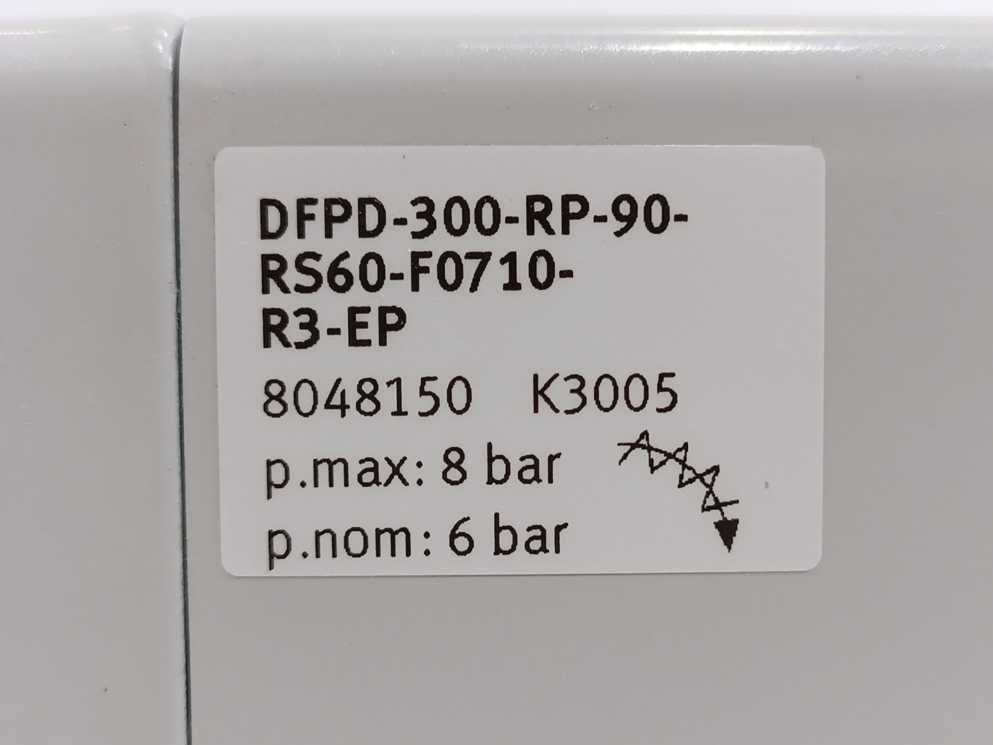 DFPD-300-RP-90-
RS60-F0710-
R3-EP
8048150 K3005
p.max: 8 bar
p.nom: 6 bar